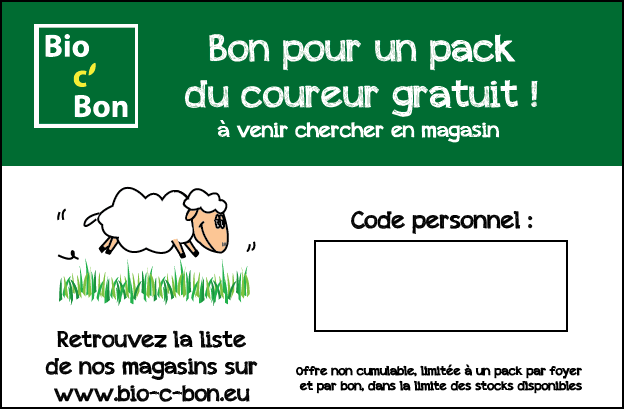 Bio
c'
Bon
Bon pour un pack
du coureur gratuit !
à venir chercher en magasin
Code personnel :
Retrouvez la liste
de nos magasins sur
www.bio-c-bon.eu
Offre non cumulable, limitée à un pack par foyer
et par bon, dans la limite des stocks disponibles